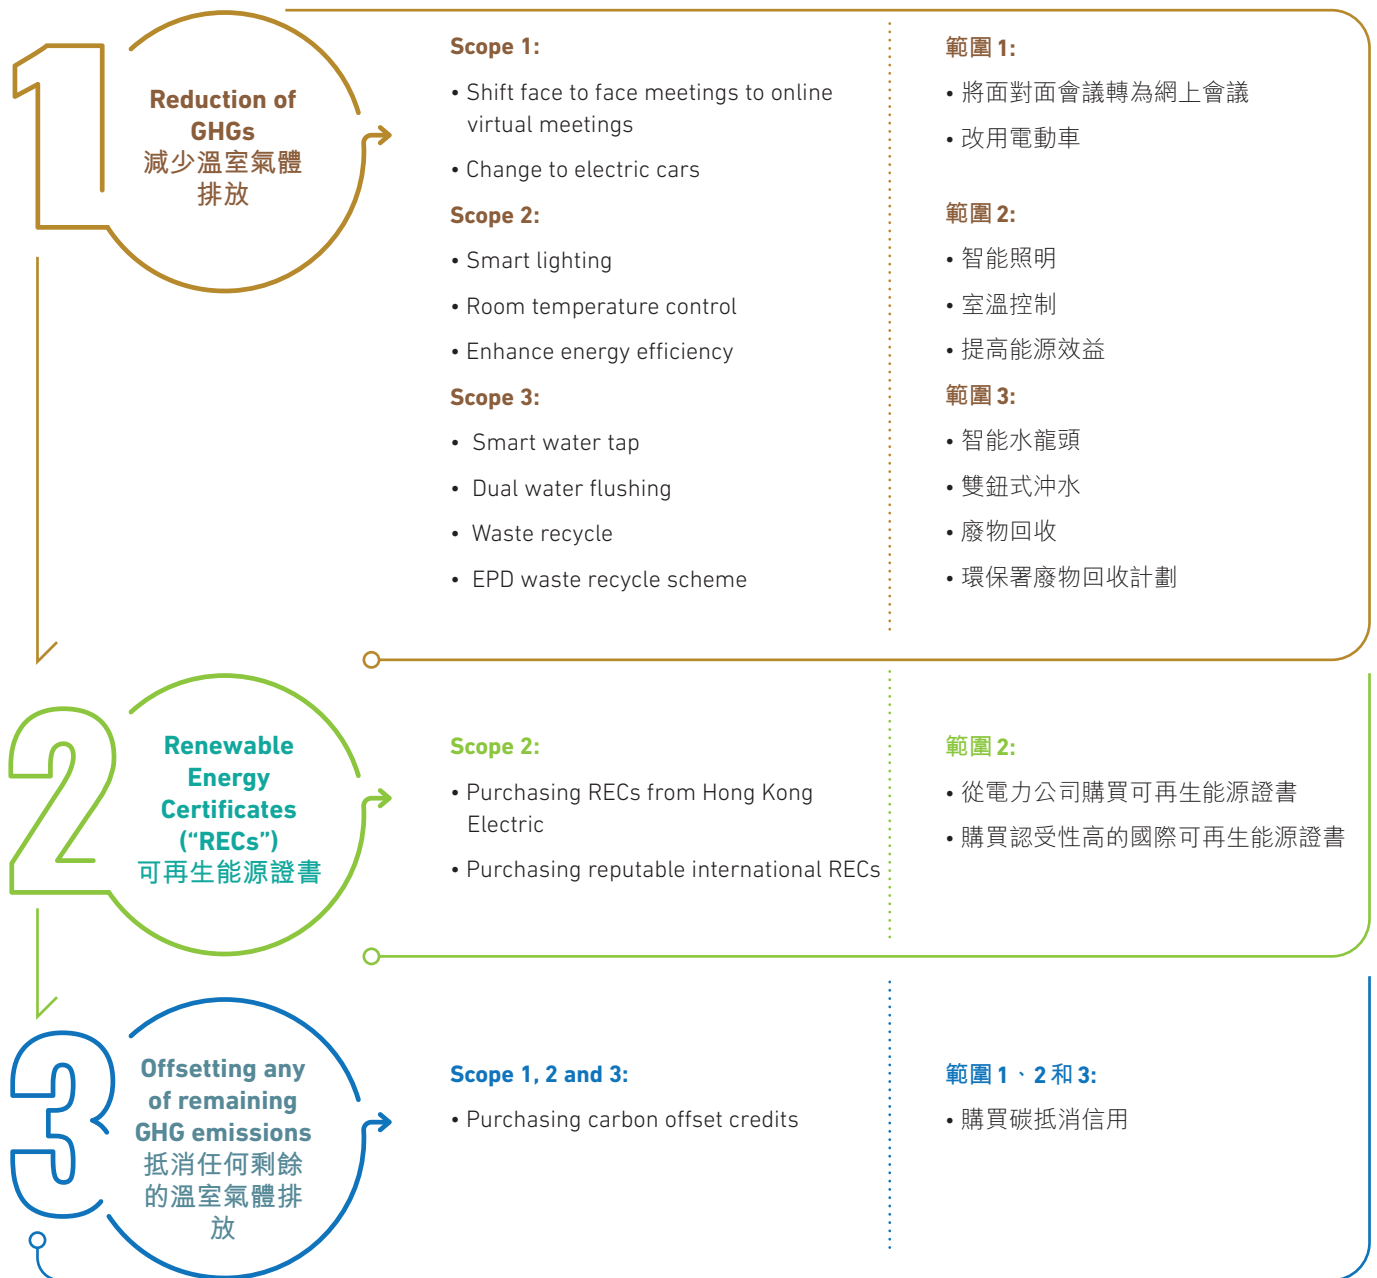 1
Reduction of
GHGs
減少溫室氣體
排放
Scope 1:
• Shift face to face meetings to online
virtual meetings
• Change to electric cars
Scope 2:
• Smart lighting
• Room temperature control
• Enhance energy efficiency
Scope 3:
• Smart water tap
• Dual water flushing
• Waste recycle
• EPD waste recycle scheme
範圍 1:
• 將面對面會議轉為網上會議
• 改用電動車
範圍 2:
• 智能照明
• 室溫控制
• 提高能源效益
範圍 3:
• 智能水龍頭
• 雙鈕式沖水
• 廢物回收
• 環保署廢物回收計劃
2
Renewable
Energy
Certificates
(“RECs”)
可再生能源證書
Scope 2:
• Purchasing RECs from Hong Kong
Electric
• Purchasing reputable international RECs
範圍 2:
• 從電力公司購買可再生能源證書
• 購買認受性高的國際可再生能源證書
3
Offsetting any
of remaining
GHG emissions
抵消任何剩餘
的溫室氣體排
放
Scope 1, 2 and 3:
• Purchasing carbon offset credits
範圍 1、2 和 3:
• 購買碳抵消信用